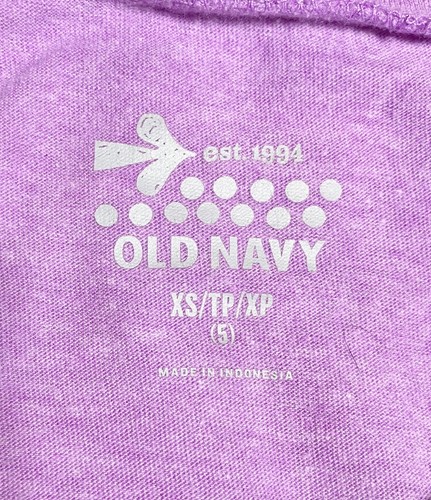 est. 1994
OLD NAVY
XS/TP/XP
(5)
MADE IN INDONESIA